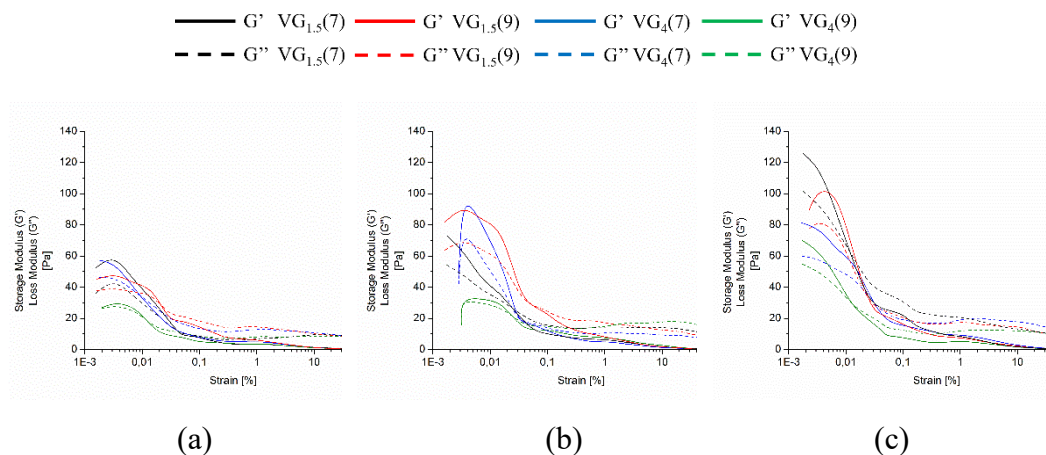 G' VG1.5(7) G' VG1.5(9) G' VG4(7) G' VG4(9)
G'' VG1.5(7) G'' VG1.5(9) G'' VG4(7) G'' VG4(9)
Storage Modulus (G')
Loss Modulus (G'')
[Pa]
140
120
100
80
60
40
20
0
1E-3 0,01 0,1 1 10
Strain [%]
(a)
Storage Modulus (G')
Loss Modulus (G'')
[Pa]
140
120
100
80
60
40
20
0
1E-3 0,01 0,1 1 10
Strain [%]
(b)
Storage Modulus (G')
Loss Modulus (G'')
[Pa]
140
120
100
80
60
40
20
0
1E-3 0,01 0,1 1 10
Strain [%]
(c)